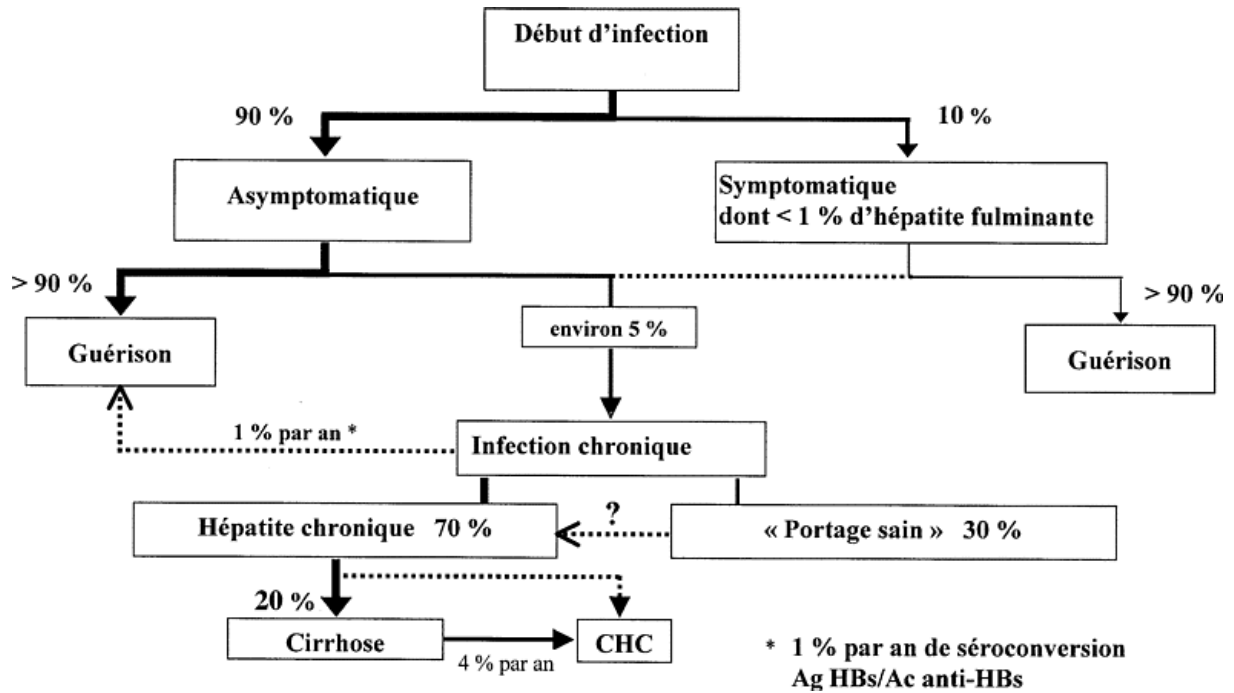 Début d'infection
90 %
10 %
Asymptomatique
Symptomatique
dont < 1 % d'hépatite fulminante
> 90 %
environ 5 %
> 90 %
Guérison
Guérison
1 % par an *
Infection chronique
Hépatite chronique 70 %
?
« Portage sain » 30 %
20 %
Cirrhose
4 % par an
CHC
* 1 % par an de séroconversion
Ag HBs/Ac anti-HBs